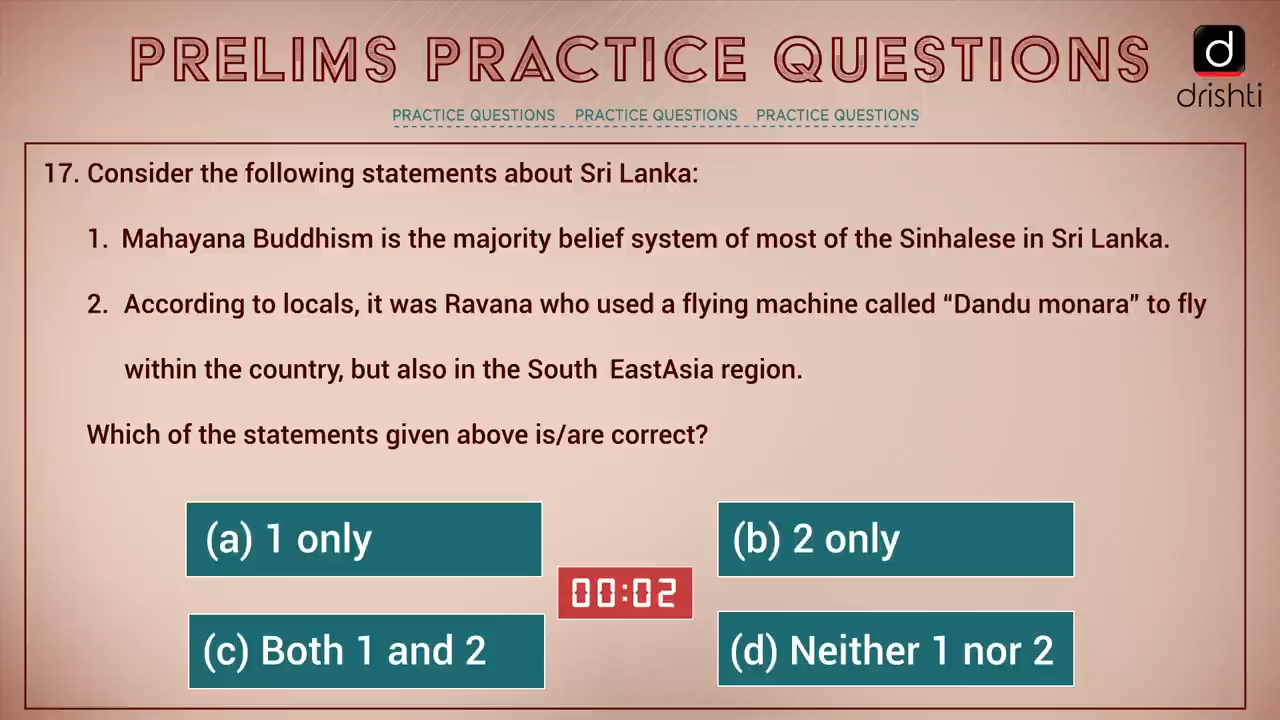 PRELIMS PRACTICE QUESTIONS
d
drishti
PRACTICE QUESTIONS PRACTICE QUESTIONS PRACTICE QUESTIONS
17. Consider the following statements about Sri Lanka:
1. Mahayana Buddhism is the majority belief system of most of the Sinhalese in Sri Lanka.
2. According to locals, it was Ravana who used a flying machine called “Dandu monara” to fly
within the country, but also in the South EastAsia region.
Which of the statements given above is/are correct?
(a) 1 only
(b) 2 only
00:02
(c) Both 1 and 2
(d) Neither 1 nor 2